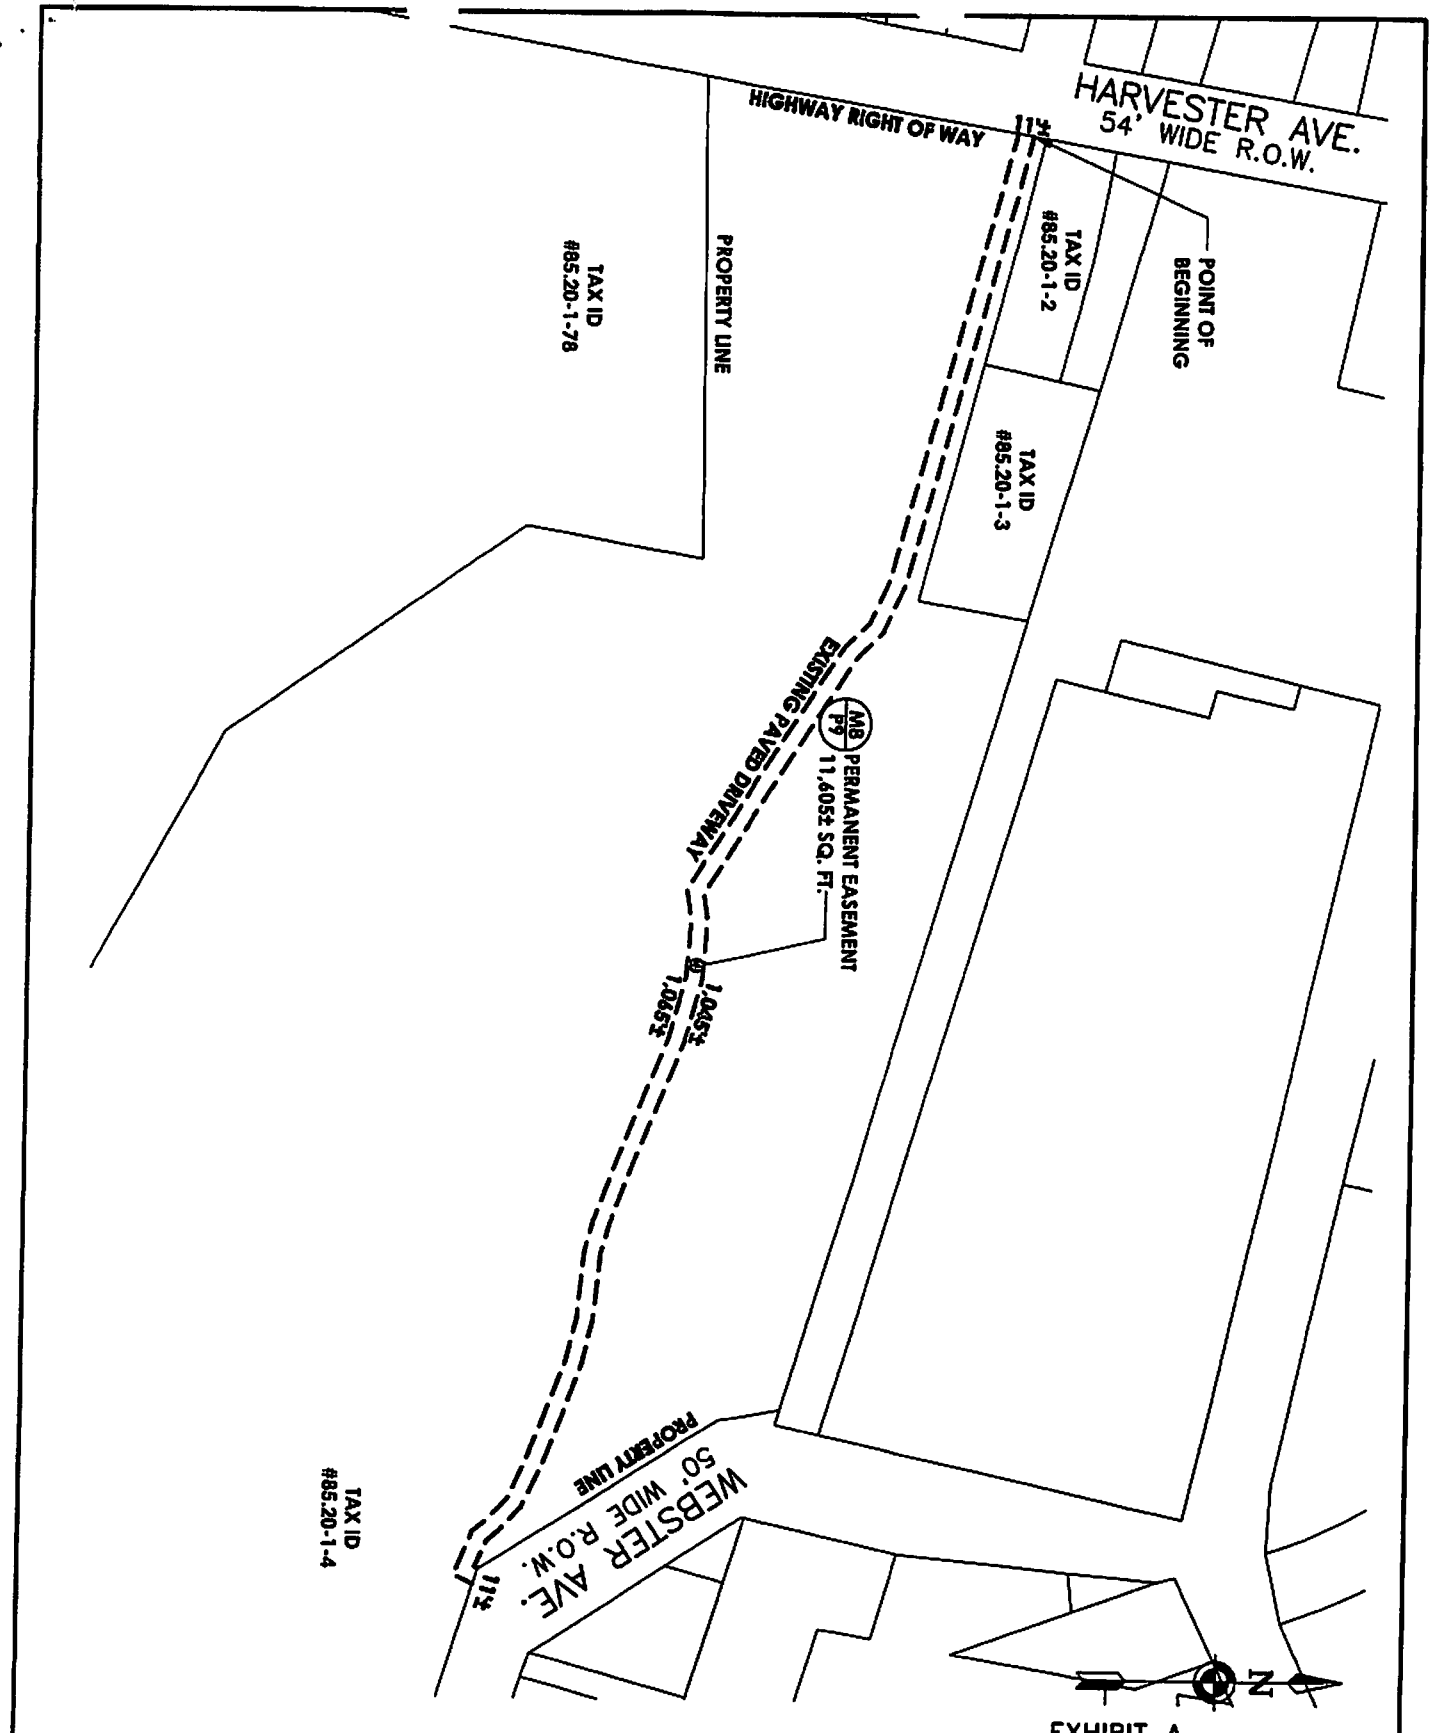 HARVESTER AVE.
54' WIDE R.O.W.
HIGHWAY RIGHT OF WAY
11'±
POINT OF
BEGINNING
TAX ID
#85.20-1-2
TAX ID
#85.20-1-3
PROPERTY LINE
TAX ID
#85.20-1-78
EXISTING PAVED DRIVEWAY
M8
P9
PERMANENT EASEMENT
11,605± SQ. FT.
1,045'±
1,065'±
PROPERTY LINE
WEBSTER AVE.
50' WIDE R.O.W.
11'±
TAX ID
#85.20-1-4
N
EXHIBIT A